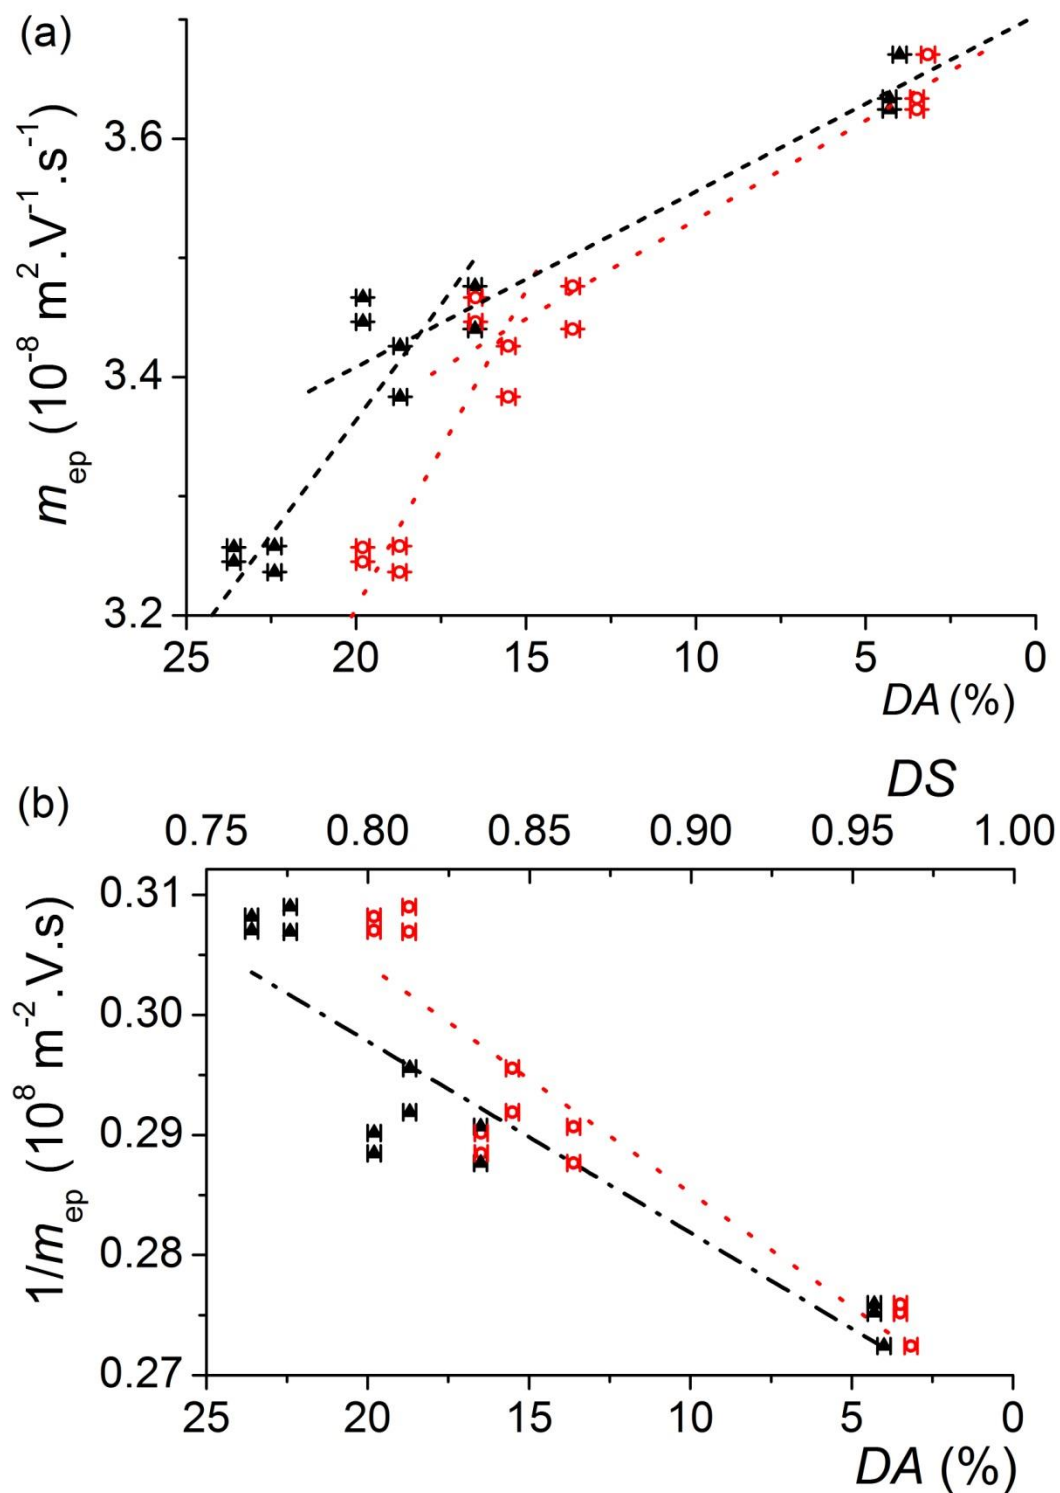 (a)
m_ep (10^-8 m^2.V^-1.s^-1)
3.6
3.4
3.2
25 20 15 10 5 0
DA (%)
DS
(b)
0.75 0.80 0.85 0.90 0.95 1.00
1/m_ep (10^8 m^-2.V.s)
0.31
0.30
0.29
0.28
0.27
25 20 15 10 5 0
DA (%)